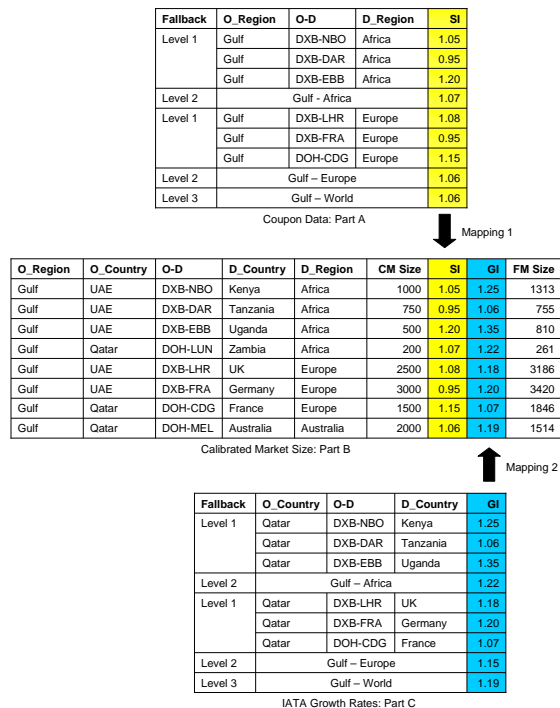 Fallback O_Region O-D D_Region SI
Level 1 Gulf DXB-NBO Africa 1.05
Gulf DXB-DAR Africa 0.95
Gulf DXB-EBB Africa 1.20
Level 2 Gulf - Africa 1.07
Level 1 Gulf DXB-LHR Europe 1.08
Gulf DXB-FRA Europe 0.95
Gulf DOH-CDG Europe 1.15
Level 2 Gulf – Europe 1.06
Level 3 Gulf – World 1.06
Coupon Data: Part A
Mapping 1
O_Region O_Country O-D D_Country D_Region CM Size SI GI FM Size
Gulf UAE DXB-NBO Kenya Africa 1000 1.05 1.25 1313
Gulf UAE DXB-DAR Tanzania Africa 750 0.95 1.06 755
Gulf UAE DXB-EBB Uganda Africa 500 1.20 1.35 810
Gulf Qatar DOH-LUN Zambia Africa 200 1.07 1.22 261
Gulf UAE DXB-LHR UK Europe 2500 1.08 1.18 3186
Gulf UAE DXB-FRA Germany Europe 3000 0.95 1.20 3420
Gulf Qatar DOH-CDG France Europe 1500 1.15 1.07 1846
Gulf Qatar DOH-MEL Australia Australia 2000 1.06 1.19 1514
Calibrated Market Size: Part B
Mapping 2
Fallback O_Country O-D D_Country GI
Level 1 Qatar DXB-NBO Kenya 1.25
Qatar DXB-DAR Tanzania 1.06
Qatar DXB-EBB Uganda 1.35
Level 2 Gulf – Africa 1.22
Level 1 Qatar DXB-LHR UK 1.18
Qatar DXB-FRA Germany 1.20
Qatar DOH-CDG France 1.07
Level 2 Gulf – Europe 1.15
Level 3 Gulf – World 1.19
IATA Growth Rates: Part C